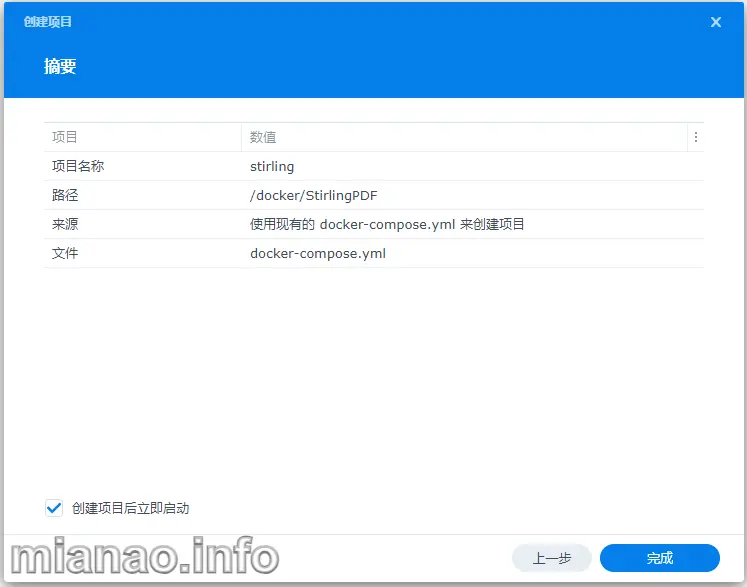 创建项目
摘要
项目 数值
项目名称 stirling
路径 /docker/StirlingPDF
来源 使用现有的 docker-compose.yml 来创建项目
文件 docker-compose.yml
创建项目后立即启动
mianao.info
上一步 完成